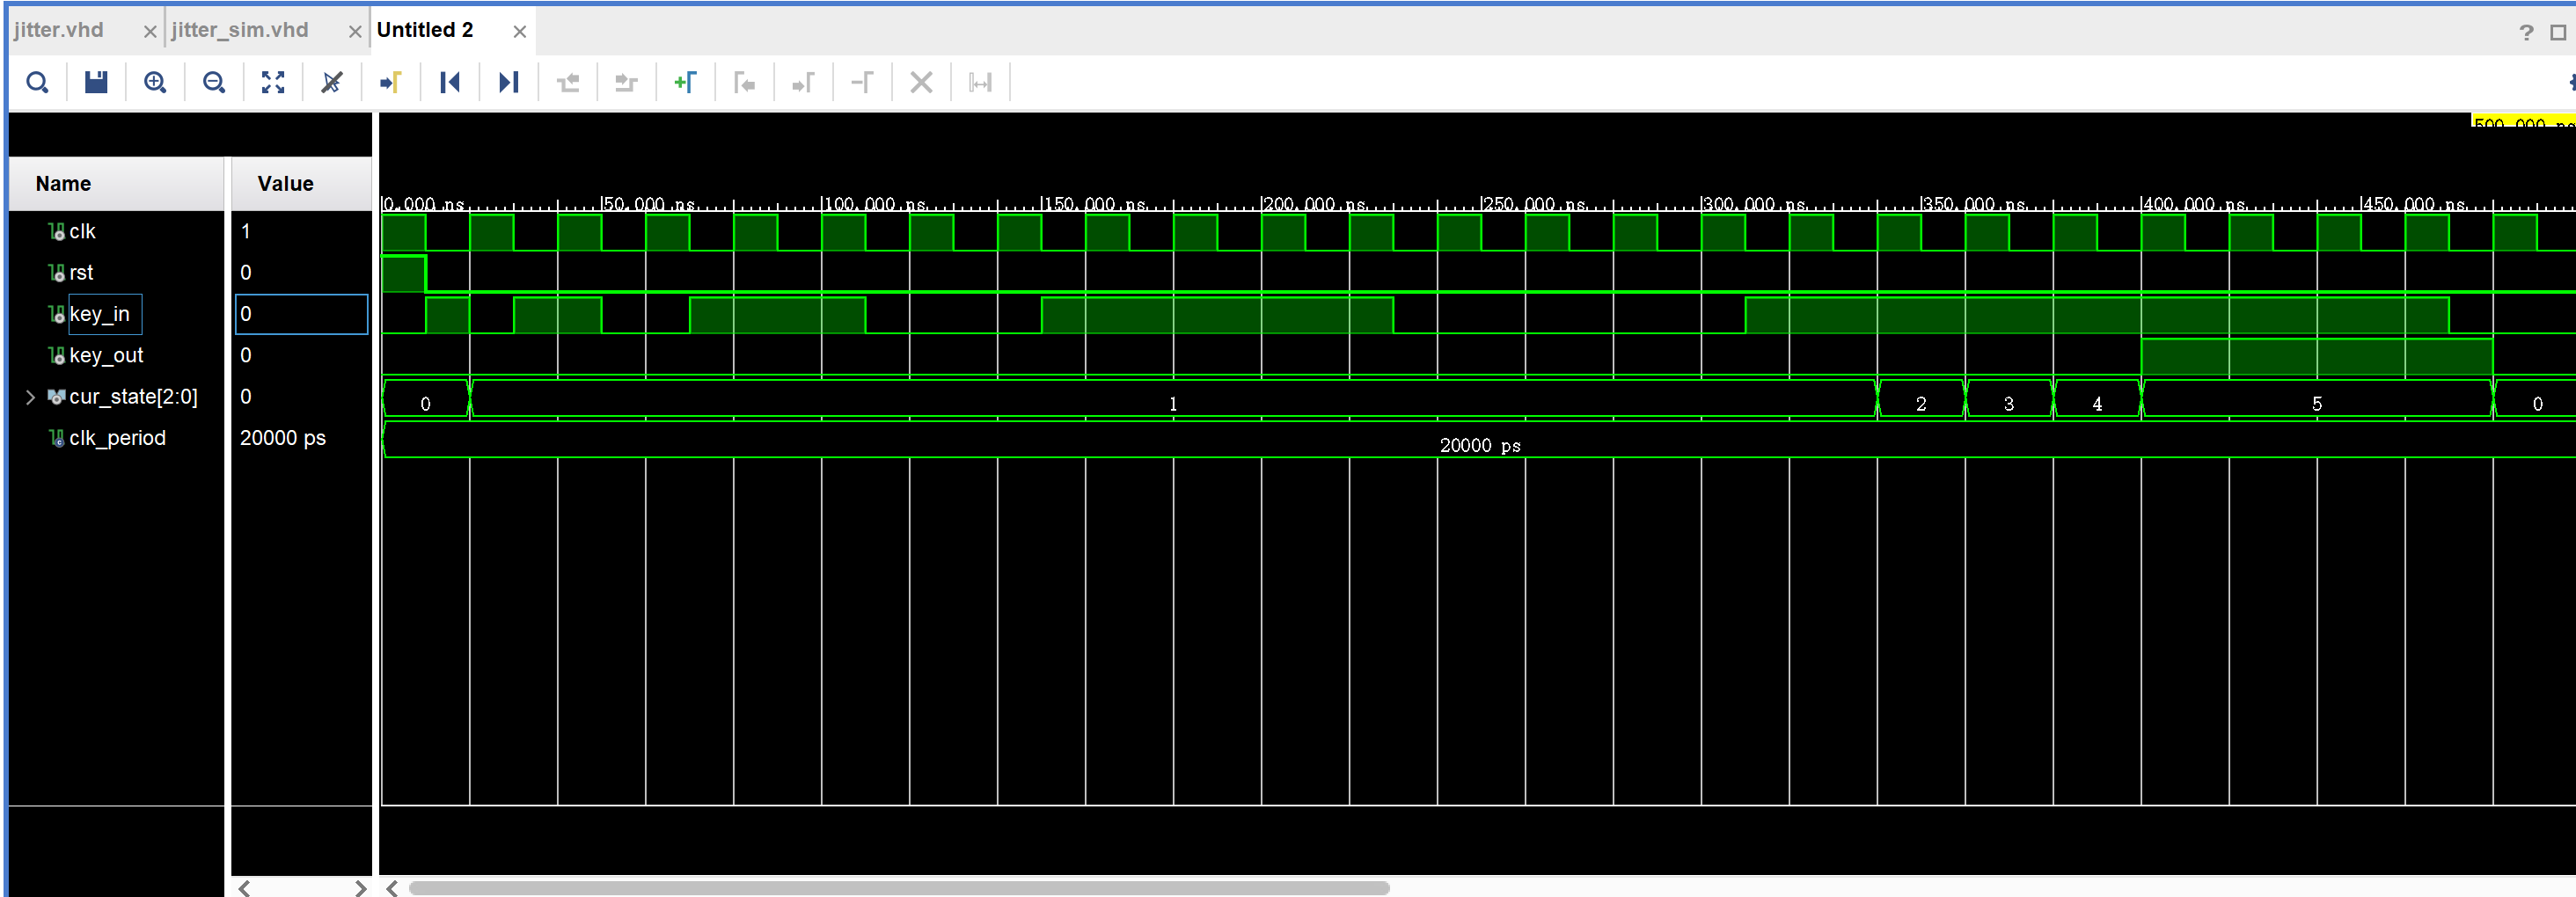 jitter.vhd × jitter_sim.vhd × Untitled 2 × ?
500.000 ns
Name Value
0.000 ns 50.000 ns 100.000 ns 150.000 ns 200.000 ns 250.000 ns 300.000 ns 350.000 ns 400.000 ns 450.000 ns
clk 1
rst 0
key_in 0
key_out 0
cur_state[2:0] 0 0 1 2 3 4 5 0
clk_period 20000 ps 20000 ps